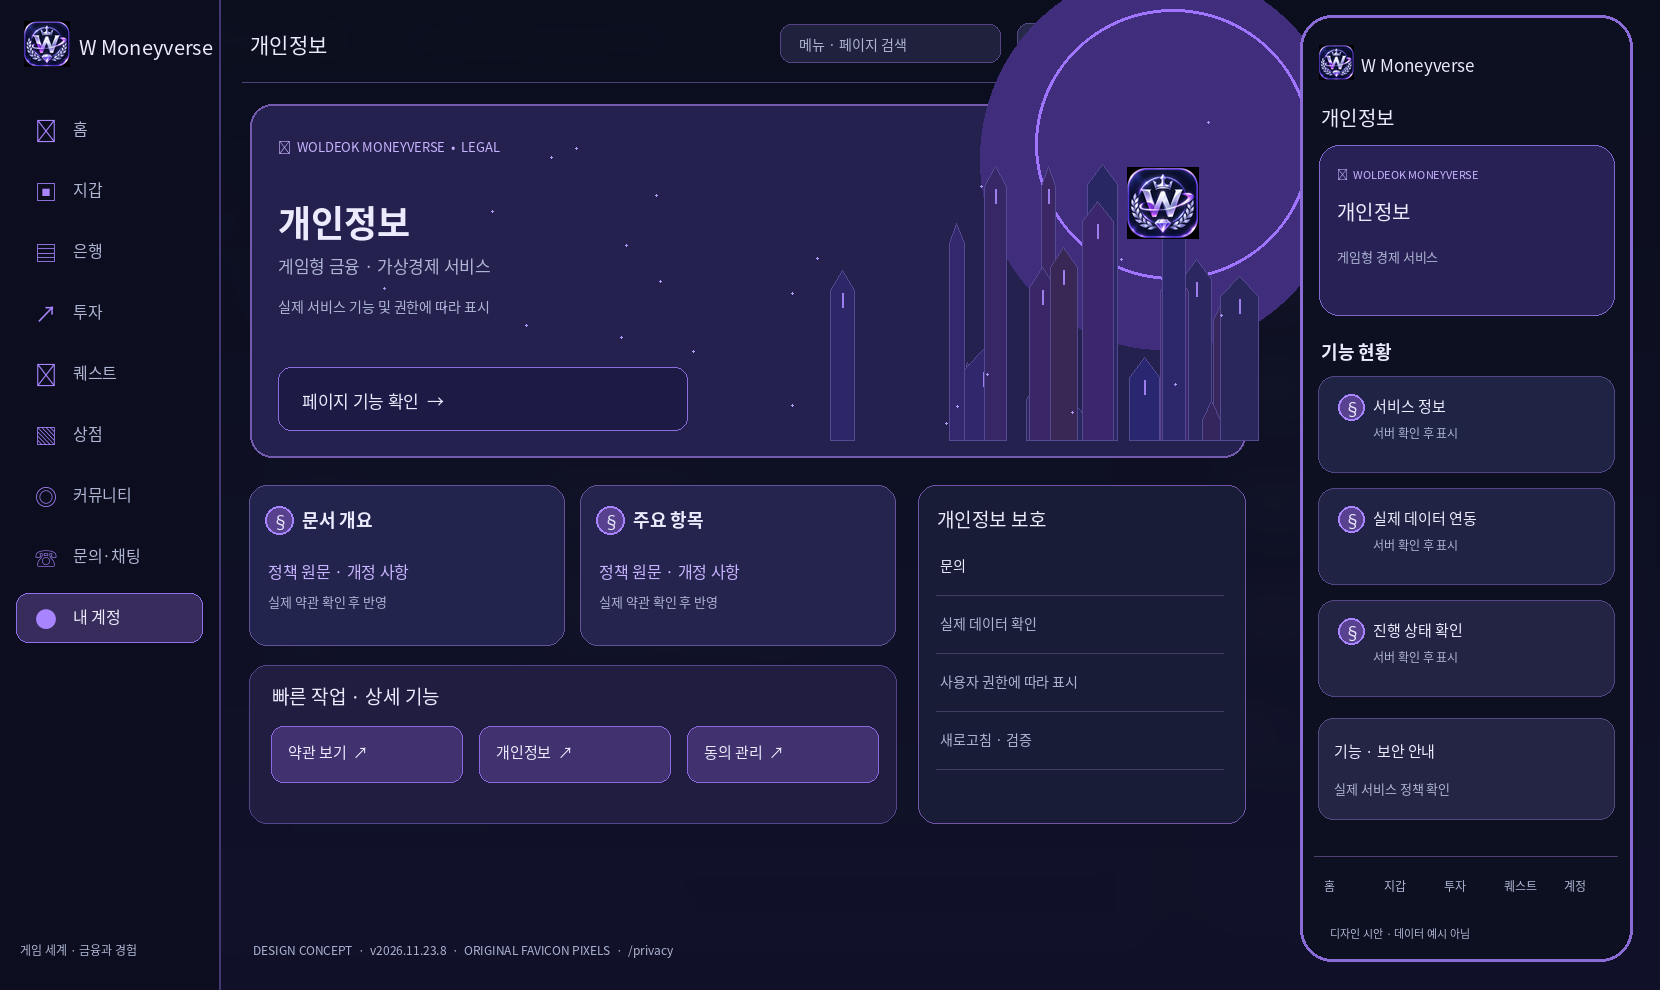 W Moneyverse
홈
지갑
은행
투자
퀘스트
상점
커뮤니티
문의·채팅
내 계정
게임 세계 · 금융과 경험
개인정보
메뉴 · 페이지 검색
WOLDEOK MONEYVERSE • LEGAL
개인정보
게임형 금융 · 가상경제 서비스
실제 서비스 기능 및 권한에 따라 표시
페이지 기능 확인 →
§ 문서 개요
정책 원문 · 개정 사항
실제 약관 확인 후 반영
§ 주요 항목
정책 원문 · 개정 사항
실제 약관 확인 후 반영
빠른 작업 · 상세 기능
약관 보기 ↗
개인정보 ↗
동의 관리 ↗
개인정보 보호
문의
실제 데이터 확인
사용자 권한에 따라 표시
새로고침 · 검증
DESIGN CONCEPT · v2026.11.23.8 · ORIGINAL FAVICON PIXELS · /privacy
W Moneyverse
개인정보
WOLDEOK MONEYVERSE
개인정보
게임형 경제 서비스
기능 현황
§ 서비스 정보
서버 확인 후 표시
§ 실제 데이터 연동
서버 확인 후 표시
§ 진행 상태 확인
서버 확인 후 표시
기능 · 보안 안내
실제 서비스 정책 확인
홈 지갑 투자 퀘스트 계정
디자인 시안 · 데이터 예시 아님